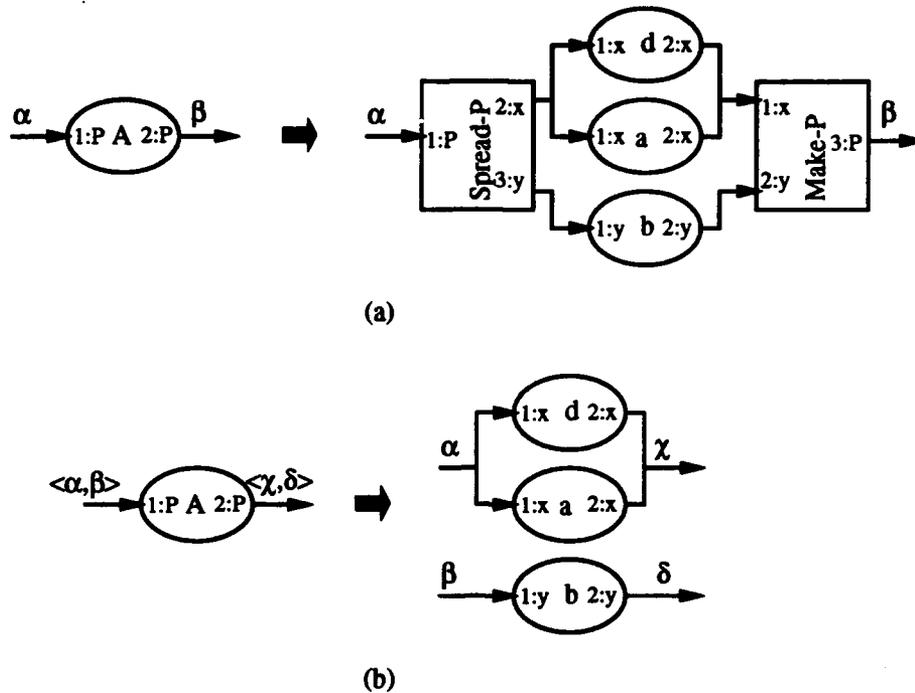 1:x d 2:x
α
1:P A 2:P
β
α
1:P
Spread-P
2:x
3:y
1:x a 2:x
1:x
2:y
Make-P
3:P
β
1:y b 2:y
(a)
1:x d 2:x
α
χ
<α,β>
1:P A 2:P
<χ,δ>
1:x a 2:x
β
1:y b 2:y
δ
(b)